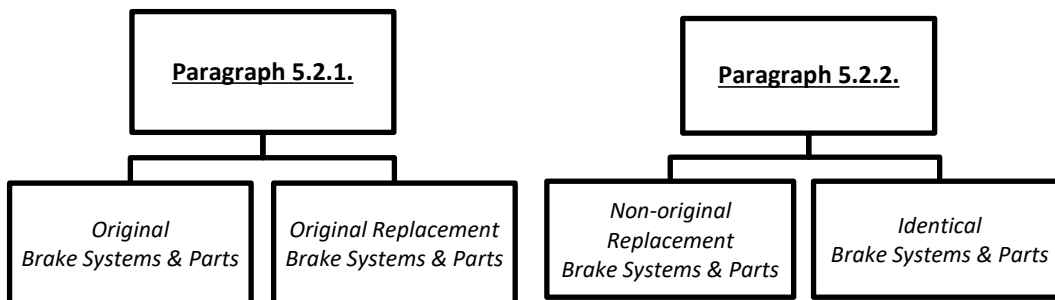 Paragraph 5.2.1.
Original
Brake Systems & Parts
Original Replacement
Brake Systems & Parts
Paragraph 5.2.2.
Non-original
Replacement
Brake Systems & Parts
Identical
Brake Systems & Parts